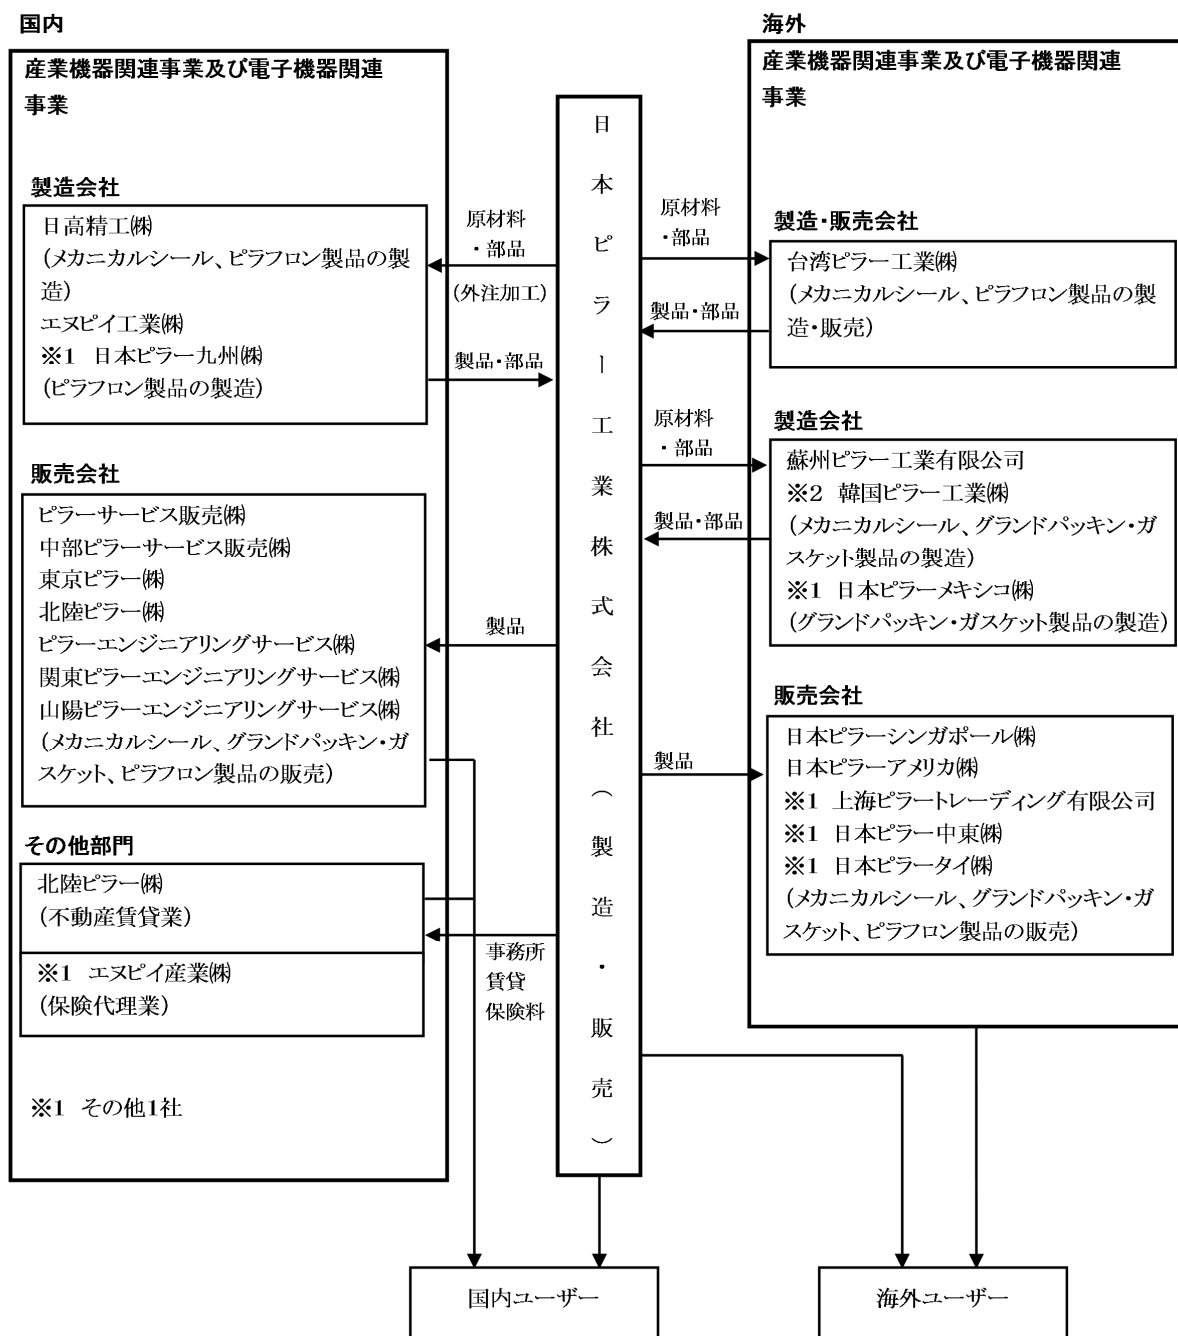 国内
産業機器関連事業及び電子機器関連
事業
製造会社
日高精工㈱
(メカニカルシール、ピラフロン製品の製
造)
エヌピイ工業㈱
※1 日本ピラー九州㈱
(ピラフロン製品の製造)
販売会社
ピラーサービス販売㈱
中部ピラーサービス販売㈱
東京ピラー㈱
北陸ピラー㈱
ピラーエンジニアリングサービス㈱
関東ピラーエンジニアリングサービス㈱
山陽ピラーエンジニアリングサービス㈱
(メカニカルシール、グランドパッキン・ガ
スケット、ピラフロン製品の販売)
その他部門
北陸ピラー㈱
(不動産賃貸業)
※1 エヌピイ産業㈱
(保険代理業)
※1 その他1社
原材料
・部品
(外注加工)
製品・部品
製品
事務所
賃貸
保険料
日本ピラー工業株式会社(製造・販売)
原材料
・部品
製品・部品
原材料
・部品
製品・部品
製品
海外
産業機器関連事業及び電子機器関連
事業
製造・販売会社
台湾ピラー工業㈱
(メカニカルシール、ピラフロン製品の製
造・販売)
製造会社
蘇州ピラー工業有限公司
※2 韓国ピラー工業㈱
(メカニカルシール、グランドパッキン・ガ
スケット製品の製造)
※1 日本ピラーメキシコ㈱
(グランドパッキン・ガスケット製品の製造)
販売会社
日本ピラーシンガポール㈱
日本ピラーアメリカ㈱
※1 上海ピラートレーディング有限公司
※1 日本ピラー中東㈱
※1 日本ピラータイ㈱
(メカニカルシール、グランドパッキン・ガ
スケット、ピラフロン製品の販売)
国内ユーザー
海外ユーザー